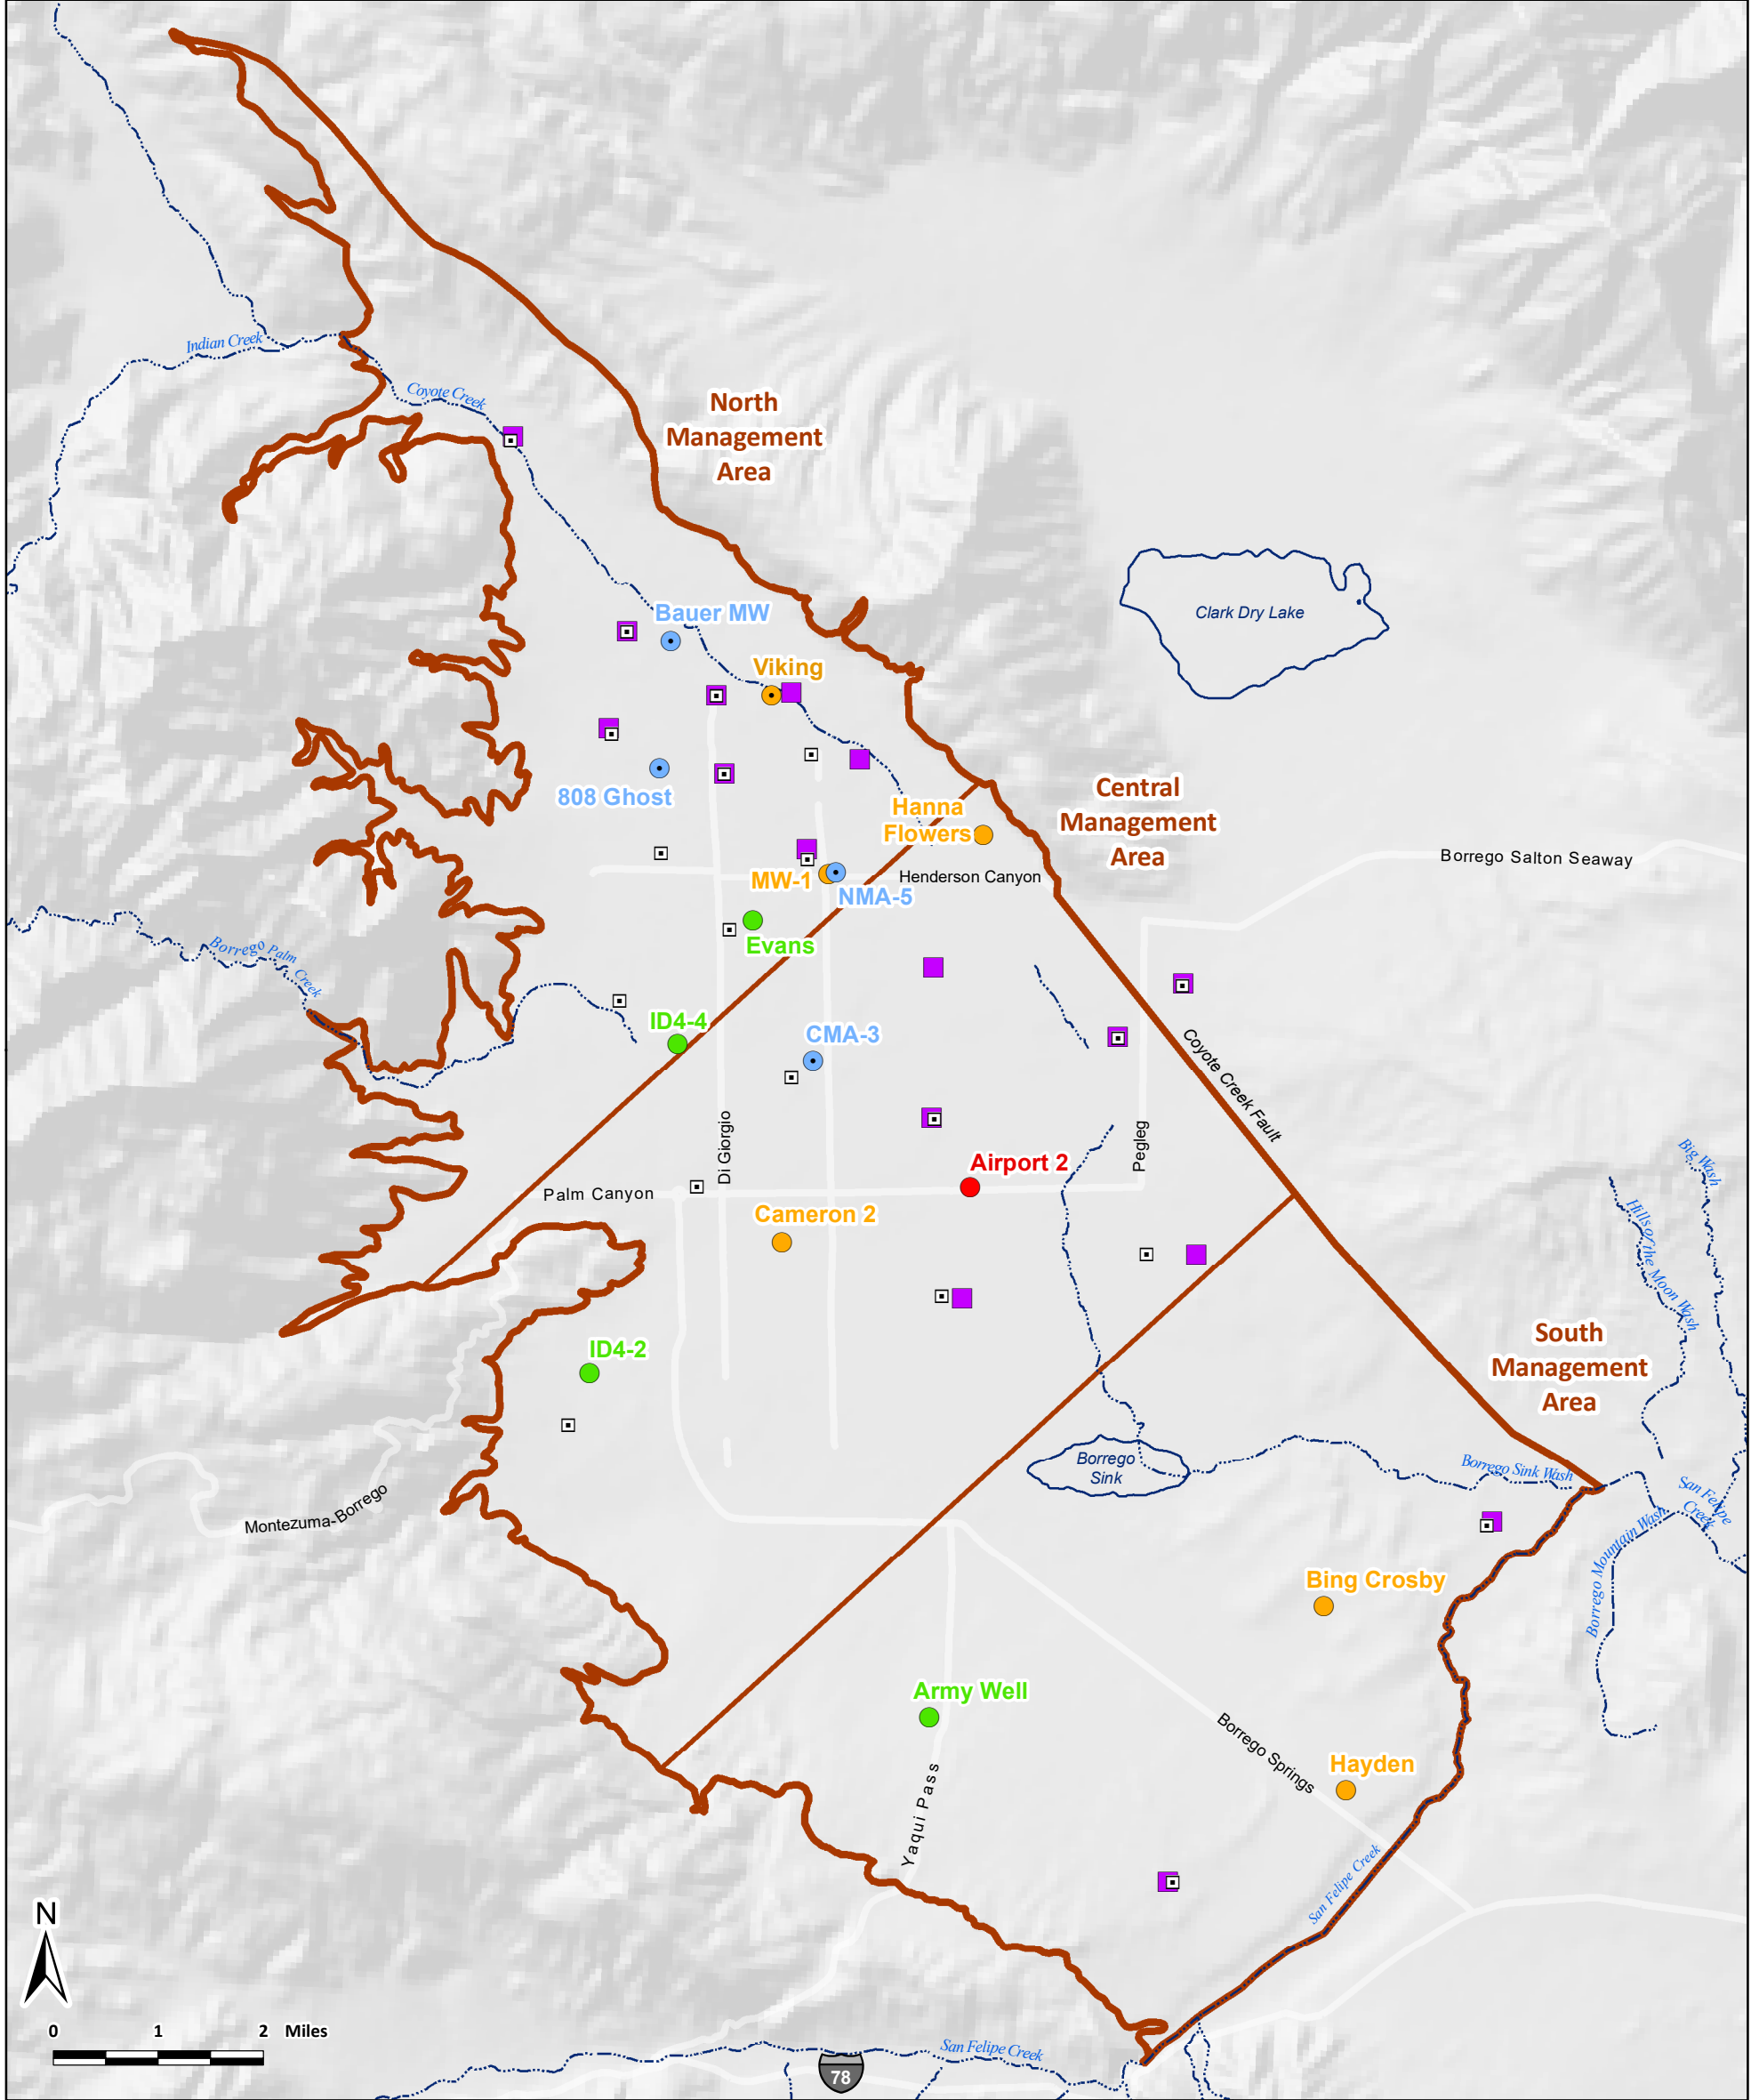 Indian Creek
Coyote Creek
North
Management
Area
Clark Dry Lake
Bauer MW
Viking
808 Ghost
Hanna
Flowers
Central
Management
Area
Borrego Salton Seaway
MW-1
Henderson Canyon
NMA-5
Evans
Borrego Palm
Creek
ID4-4
CMA-3
Coyote Creek Fault
Di Giorgio
Pegleg
Airport 2
Palm Canyon
Cameron 2
Big Wash
Hills of the Moon Wash
ID4-2
South
Management
Area
Borrego
Sink
Borrego Sink Wash
San Felipe
Creek
Montezuma-Borrego
Borrego Mountain Wash
Bing Crosby
Army Well
Borrego Springs
Hayden
Yaqui Pass
San Felipe Creek
N
0 1 2 Miles
San Felipe Creek
78